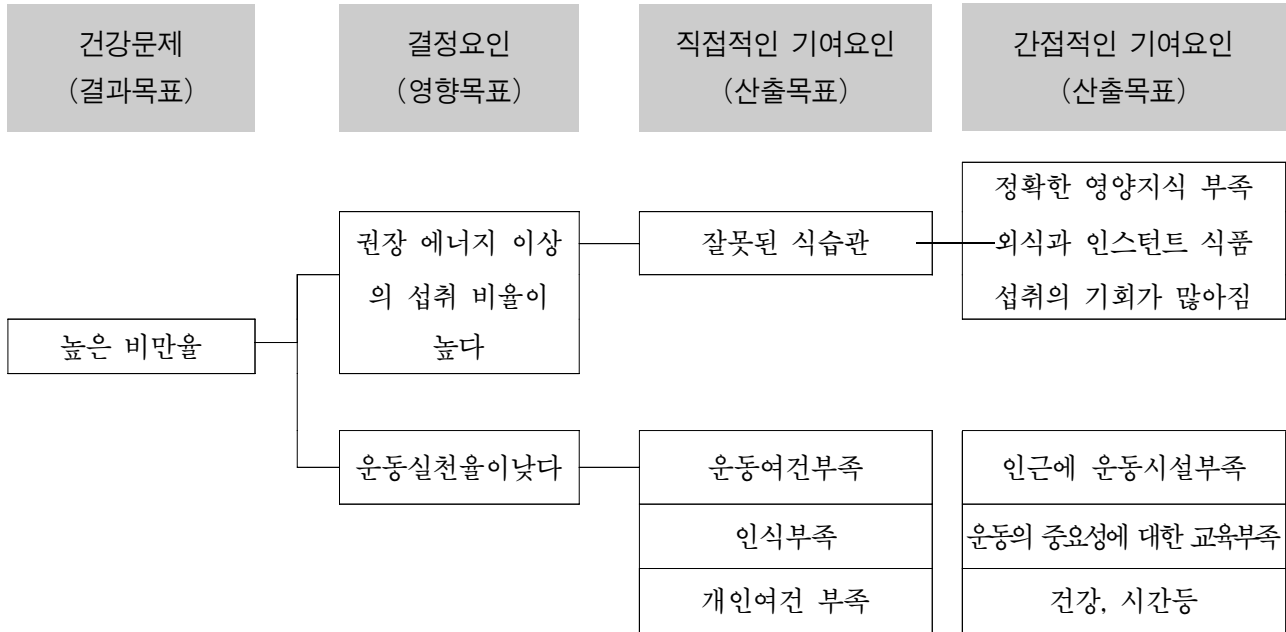 건강문제
(결과목표)
결정요인
(영향목표)
직접적인 기여요인
(산출목표)
간접적인 기여요인
(산출목표)
높은 비만율
권장 에너지 이상
의 섭취 비율이
높다
잘못된 식습관
정확한 영양지식 부족
외식과 인스턴트 식품
섭취의 기회가 많아짐
운동실천율이낮다
운동여건부족
인근에 운동시설부족
인식부족
운동의 중요성에 대한 교육부족
개인여건 부족
건강, 시간등